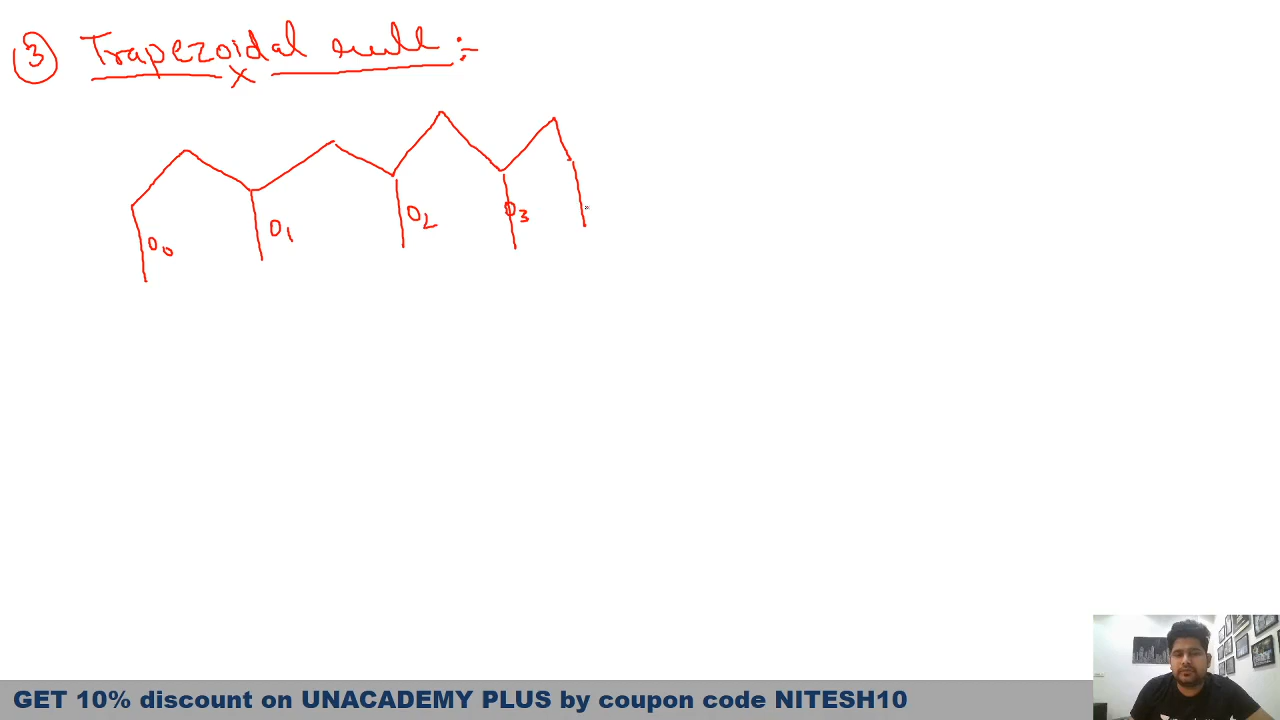 ③ Trapezoidal rule :-
O₀ O₁ O₂ O₃
GET 10% discount on UNACADEMY PLUS by coupon code NITESH10